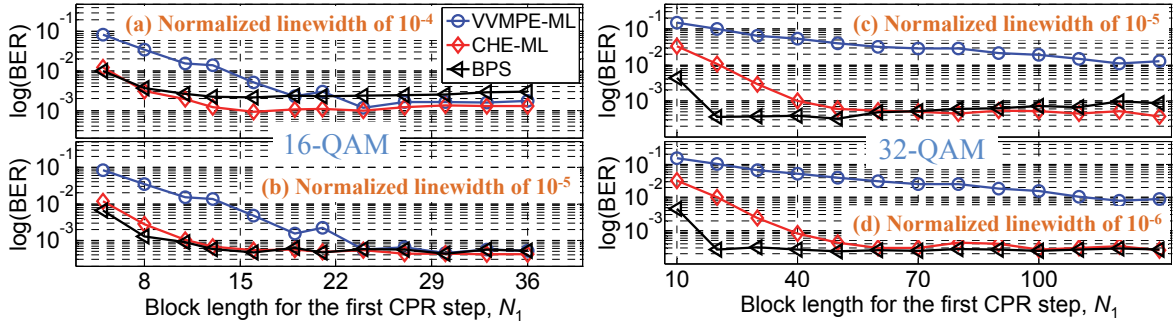 (a) Normalized linewidth of 10-4
VVMPE-ML
CHE-ML
BPS
log(BER)
10-1
10-2
10-3
16-QAM
(b) Normalized linewidth of 10-5
log(BER)
10-1
10-2
10-3
8 15 22 29 36
Block length for the first CPR step, N1
(c) Normalized linewidth of 10-5
log(BER)
10-1
10-2
10-3
32-QAM
(d) Normalized linewidth of 10-6
log(BER)
10-1
10-2
10-3
10 40 70 100
Block length for the first CPR step, N1